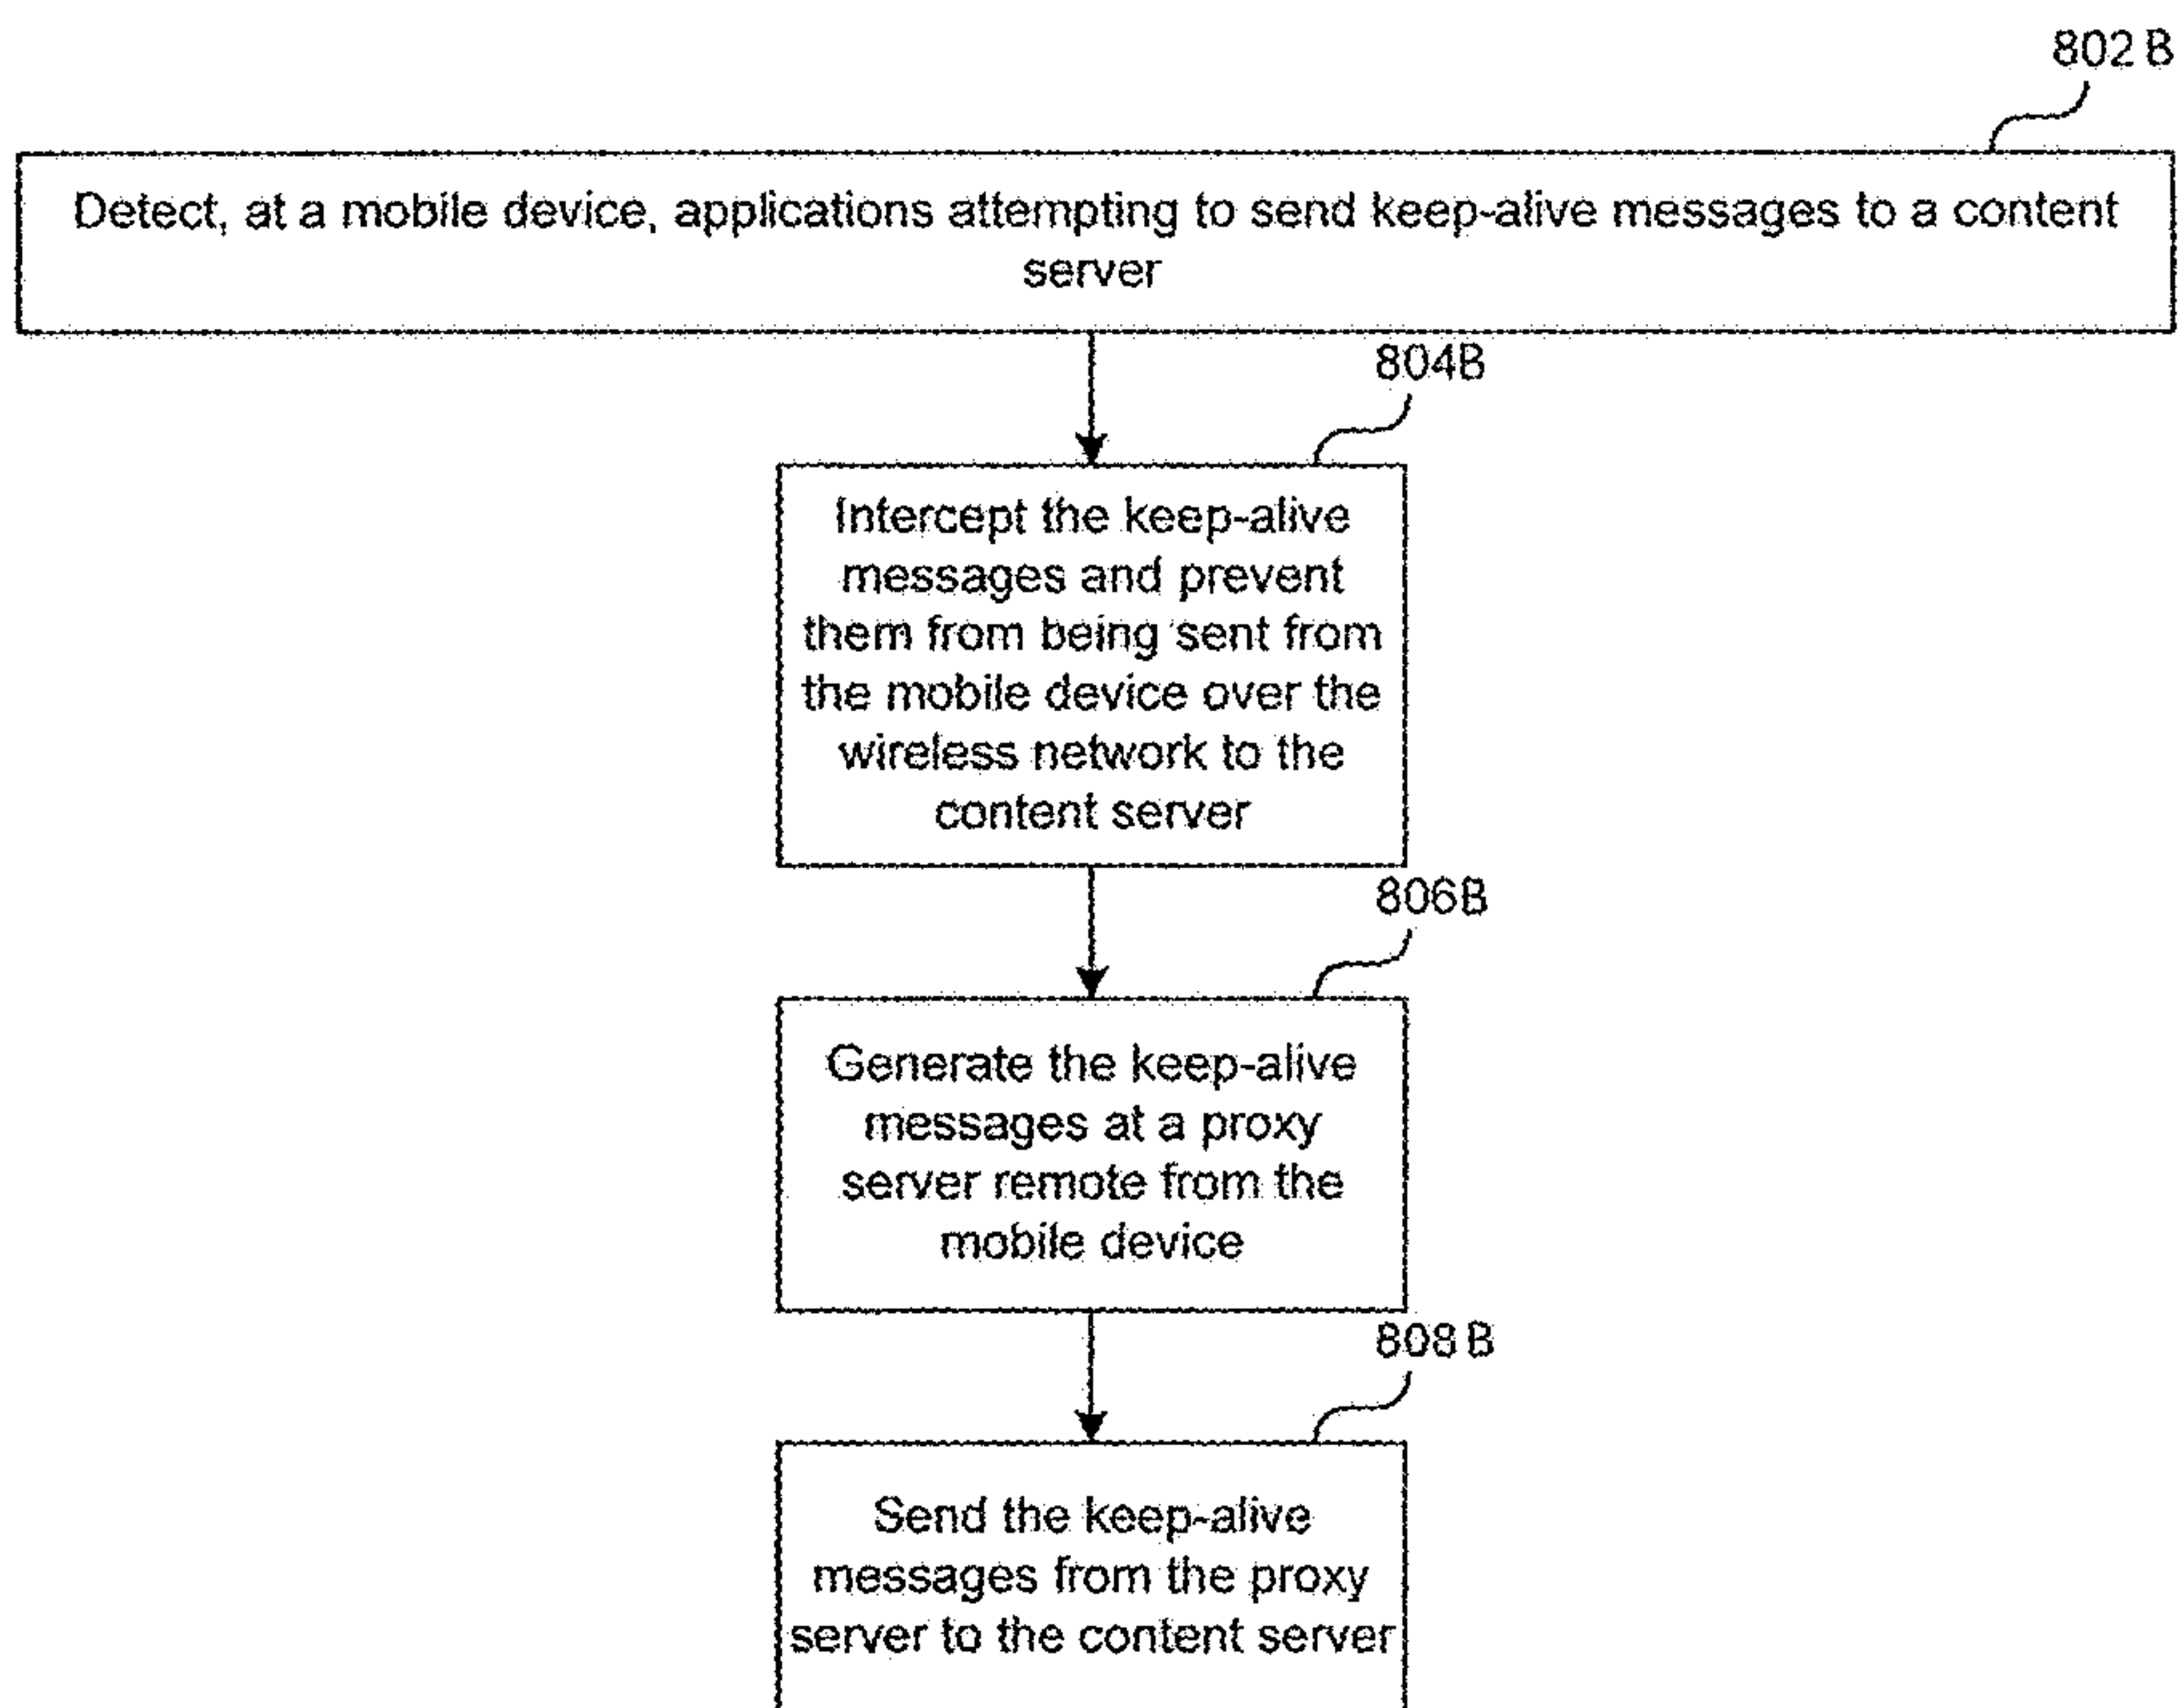 802 B
Detect, at a mobile device, applications attempting to send keep-alive messages to a content
server
804B
Intercept the keep-alive
messages and prevent
them from being sent from
the mobile device over the
wireless network to the
content server
806B
Generate the keep-alive
messages at a proxy
server remote from the
mobile device
808 B
Send the keep-alive
messages from the proxy
server to the content server